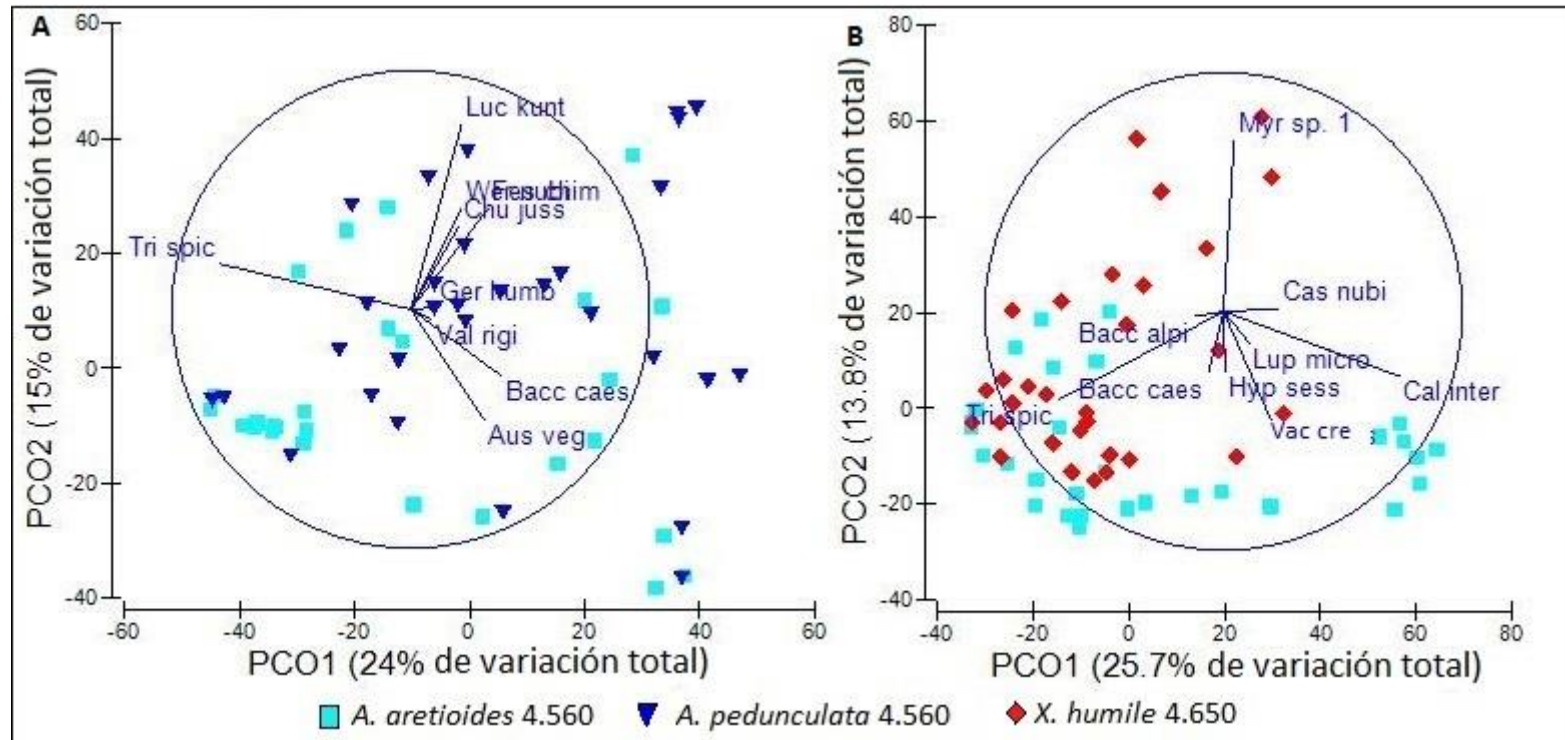 A
60
40
20
0
-20
-40
-60
-40
-20
0
20
40
60
PCO2 (15% de variación total)
PCO1 (24% de variación total)
Luc kunt
Chu juss
Tri spic
Ger humb
Val rigi
Bacc caes
Aus veg
B
80
60
40
20
0
-20
-40
-40
-20
0
20
40
60
80
PCO2 (13.8% de variación total)
PCO1 (25.7% de variación total)
Myr sp. 1
Cas nubi
Bacc alpi
Lup micro
Bacc caes
Hyp sess
Cal inter
Tri spic
Vac cre
A. aretioides 4.560
A. pedunculata 4.560
X. humile 4.650